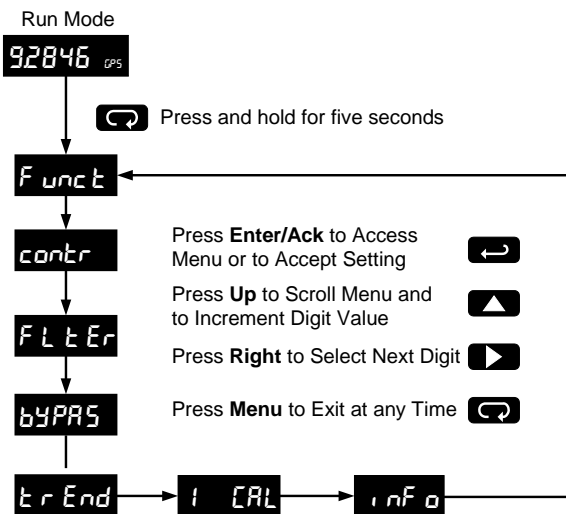 Run Mode
9.2846 GPS
Press and hold for five seconds
Funct
Press Enter/Ack to Access
Menu or to Accept Setting
contr
Press Up to Scroll Menu and
to Increment Digit Value
FLtEr
Press Right to Select Next Digit
Press Menu to Exit at any Time
bYPAS
trEnd
I CAL
inFo